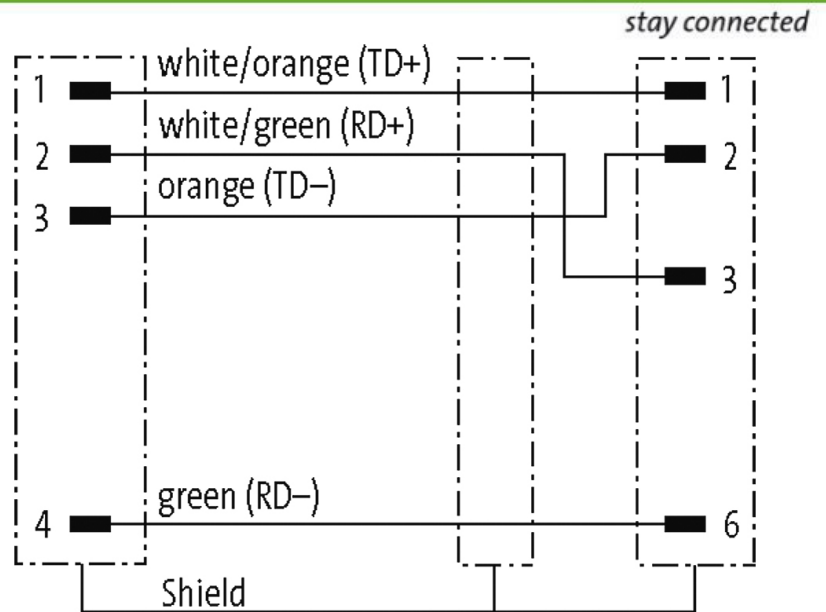 stay connected
1 white/orange (TD+) 1
2 white/green (RD+) 2
3 orange (TD–)
3
4 green (RD–) 6
Shield